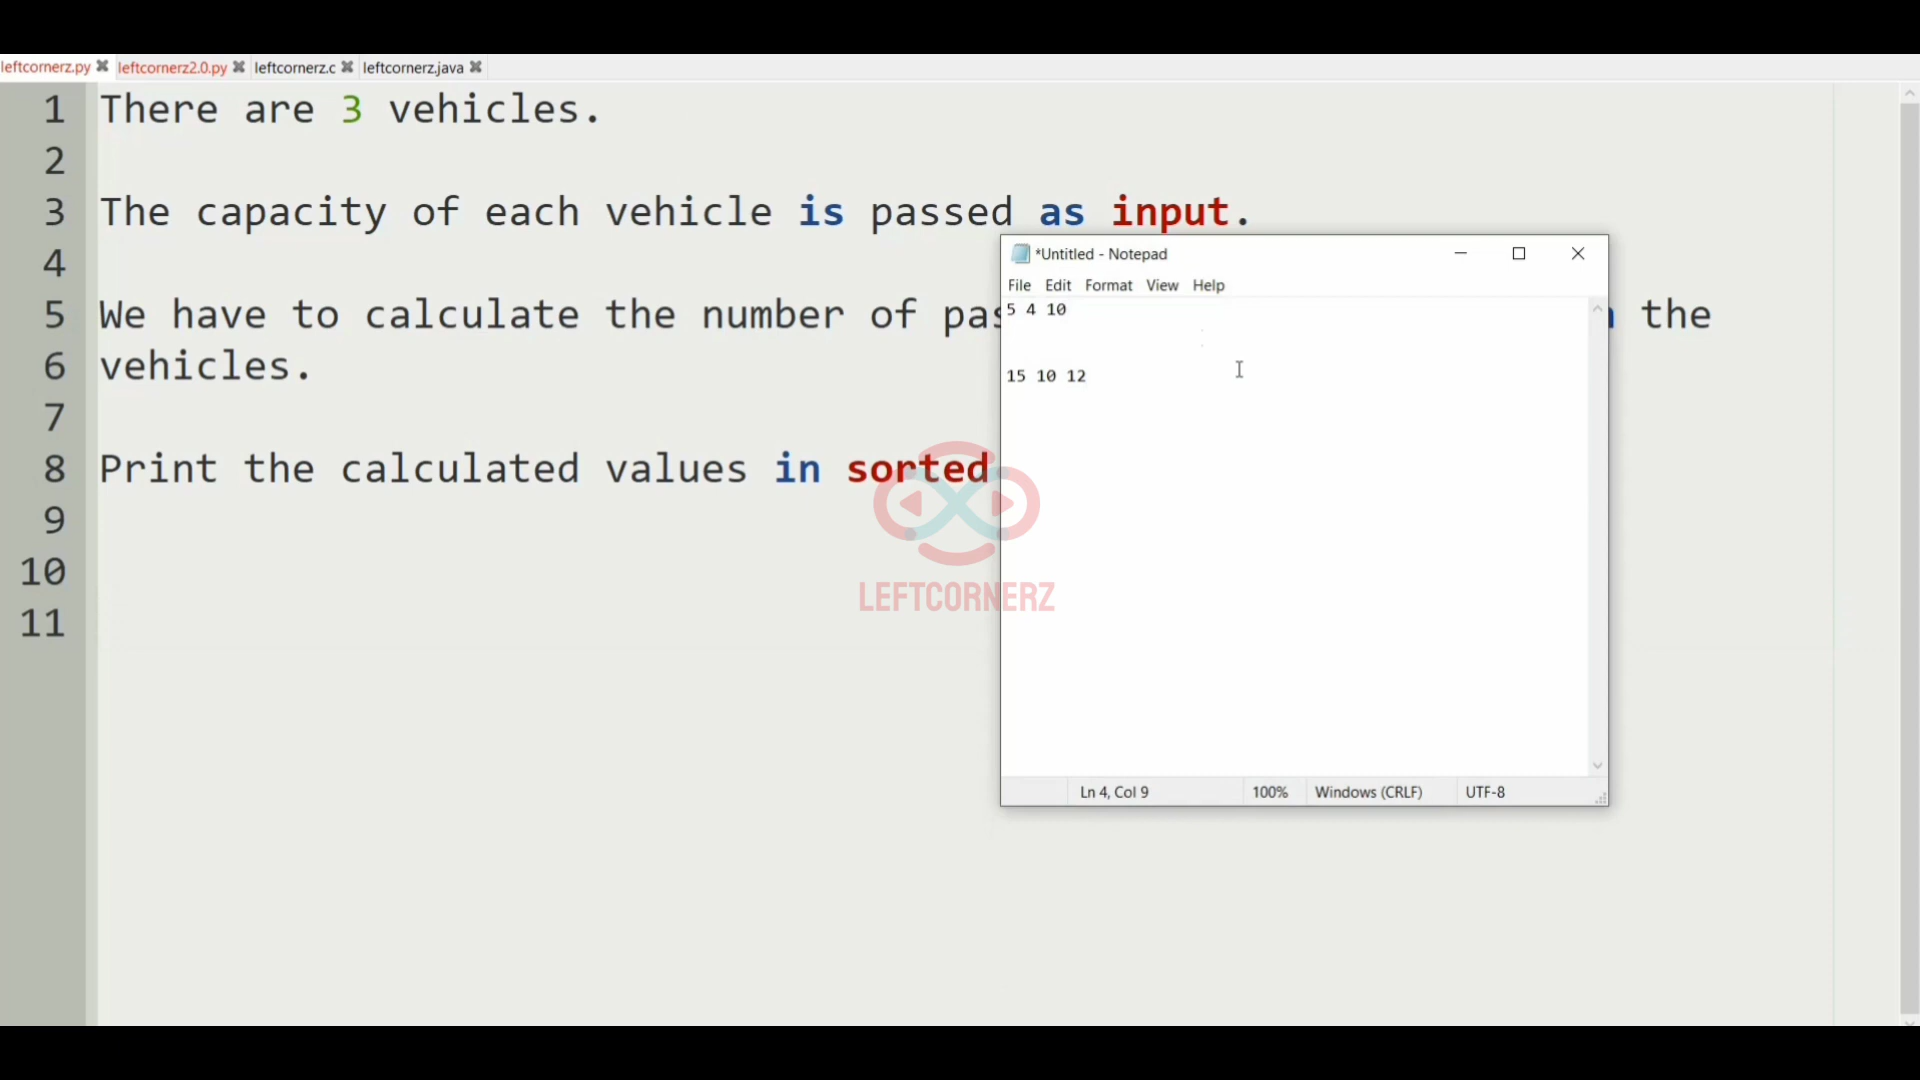 leftcornerz.py leftcornerz2.0.py leftcornerz.c leftcornerz.java
1 There are 3 vehicles.
2
3 The capacity of each vehicle is passed as input.
4
5 We have to calculate the number of the
6 vehicles.
7
8 Print the calculated values in sorted
9
10
11
*Untitled - Notepad
File Edit Format View Help
5 4 10
15 10 12
Ln 4, Col 9 100% Windows (CRLF) UTF-8
LEFTCORNERZ